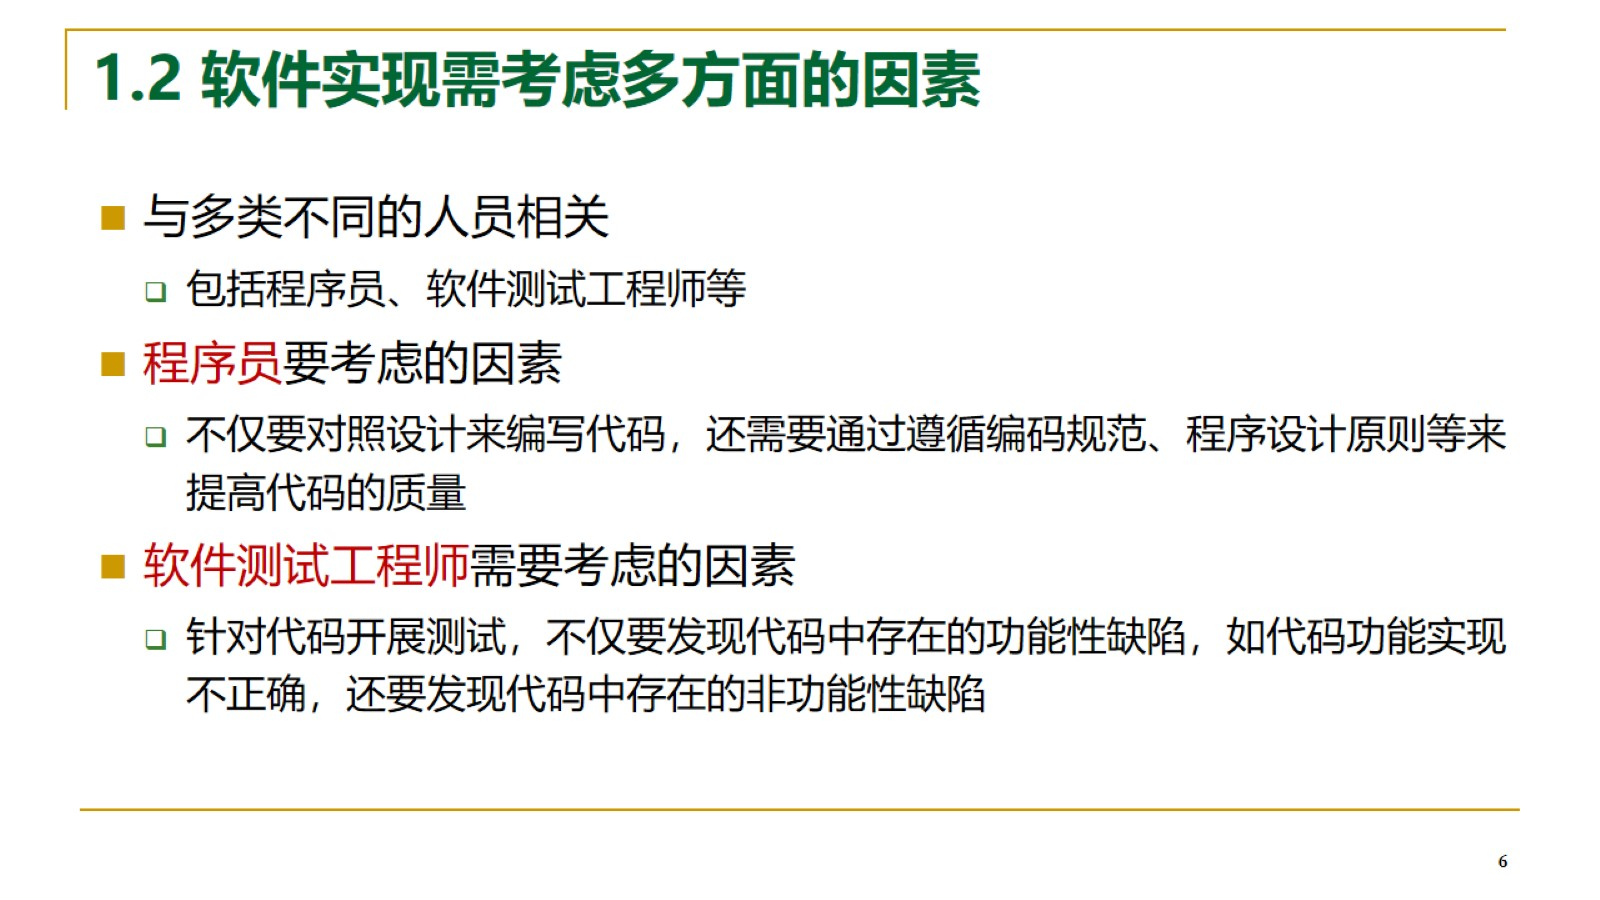 1.2 软件实现需考虑多方面的因素
与多类不同的人员相关
包括程序员、软件测试工程师等
程序员要考虑的因素
不仅要对照设计来编写代码，还需要通过遵循编码规范、程序设计原则等来
提高代码的质量
软件测试工程师需要考虑的因素
针对代码开展测试，不仅要发现代码中存在的功能性缺陷，如代码功能实现
不正确，还要发现代码中存在的非功能性缺陷
6